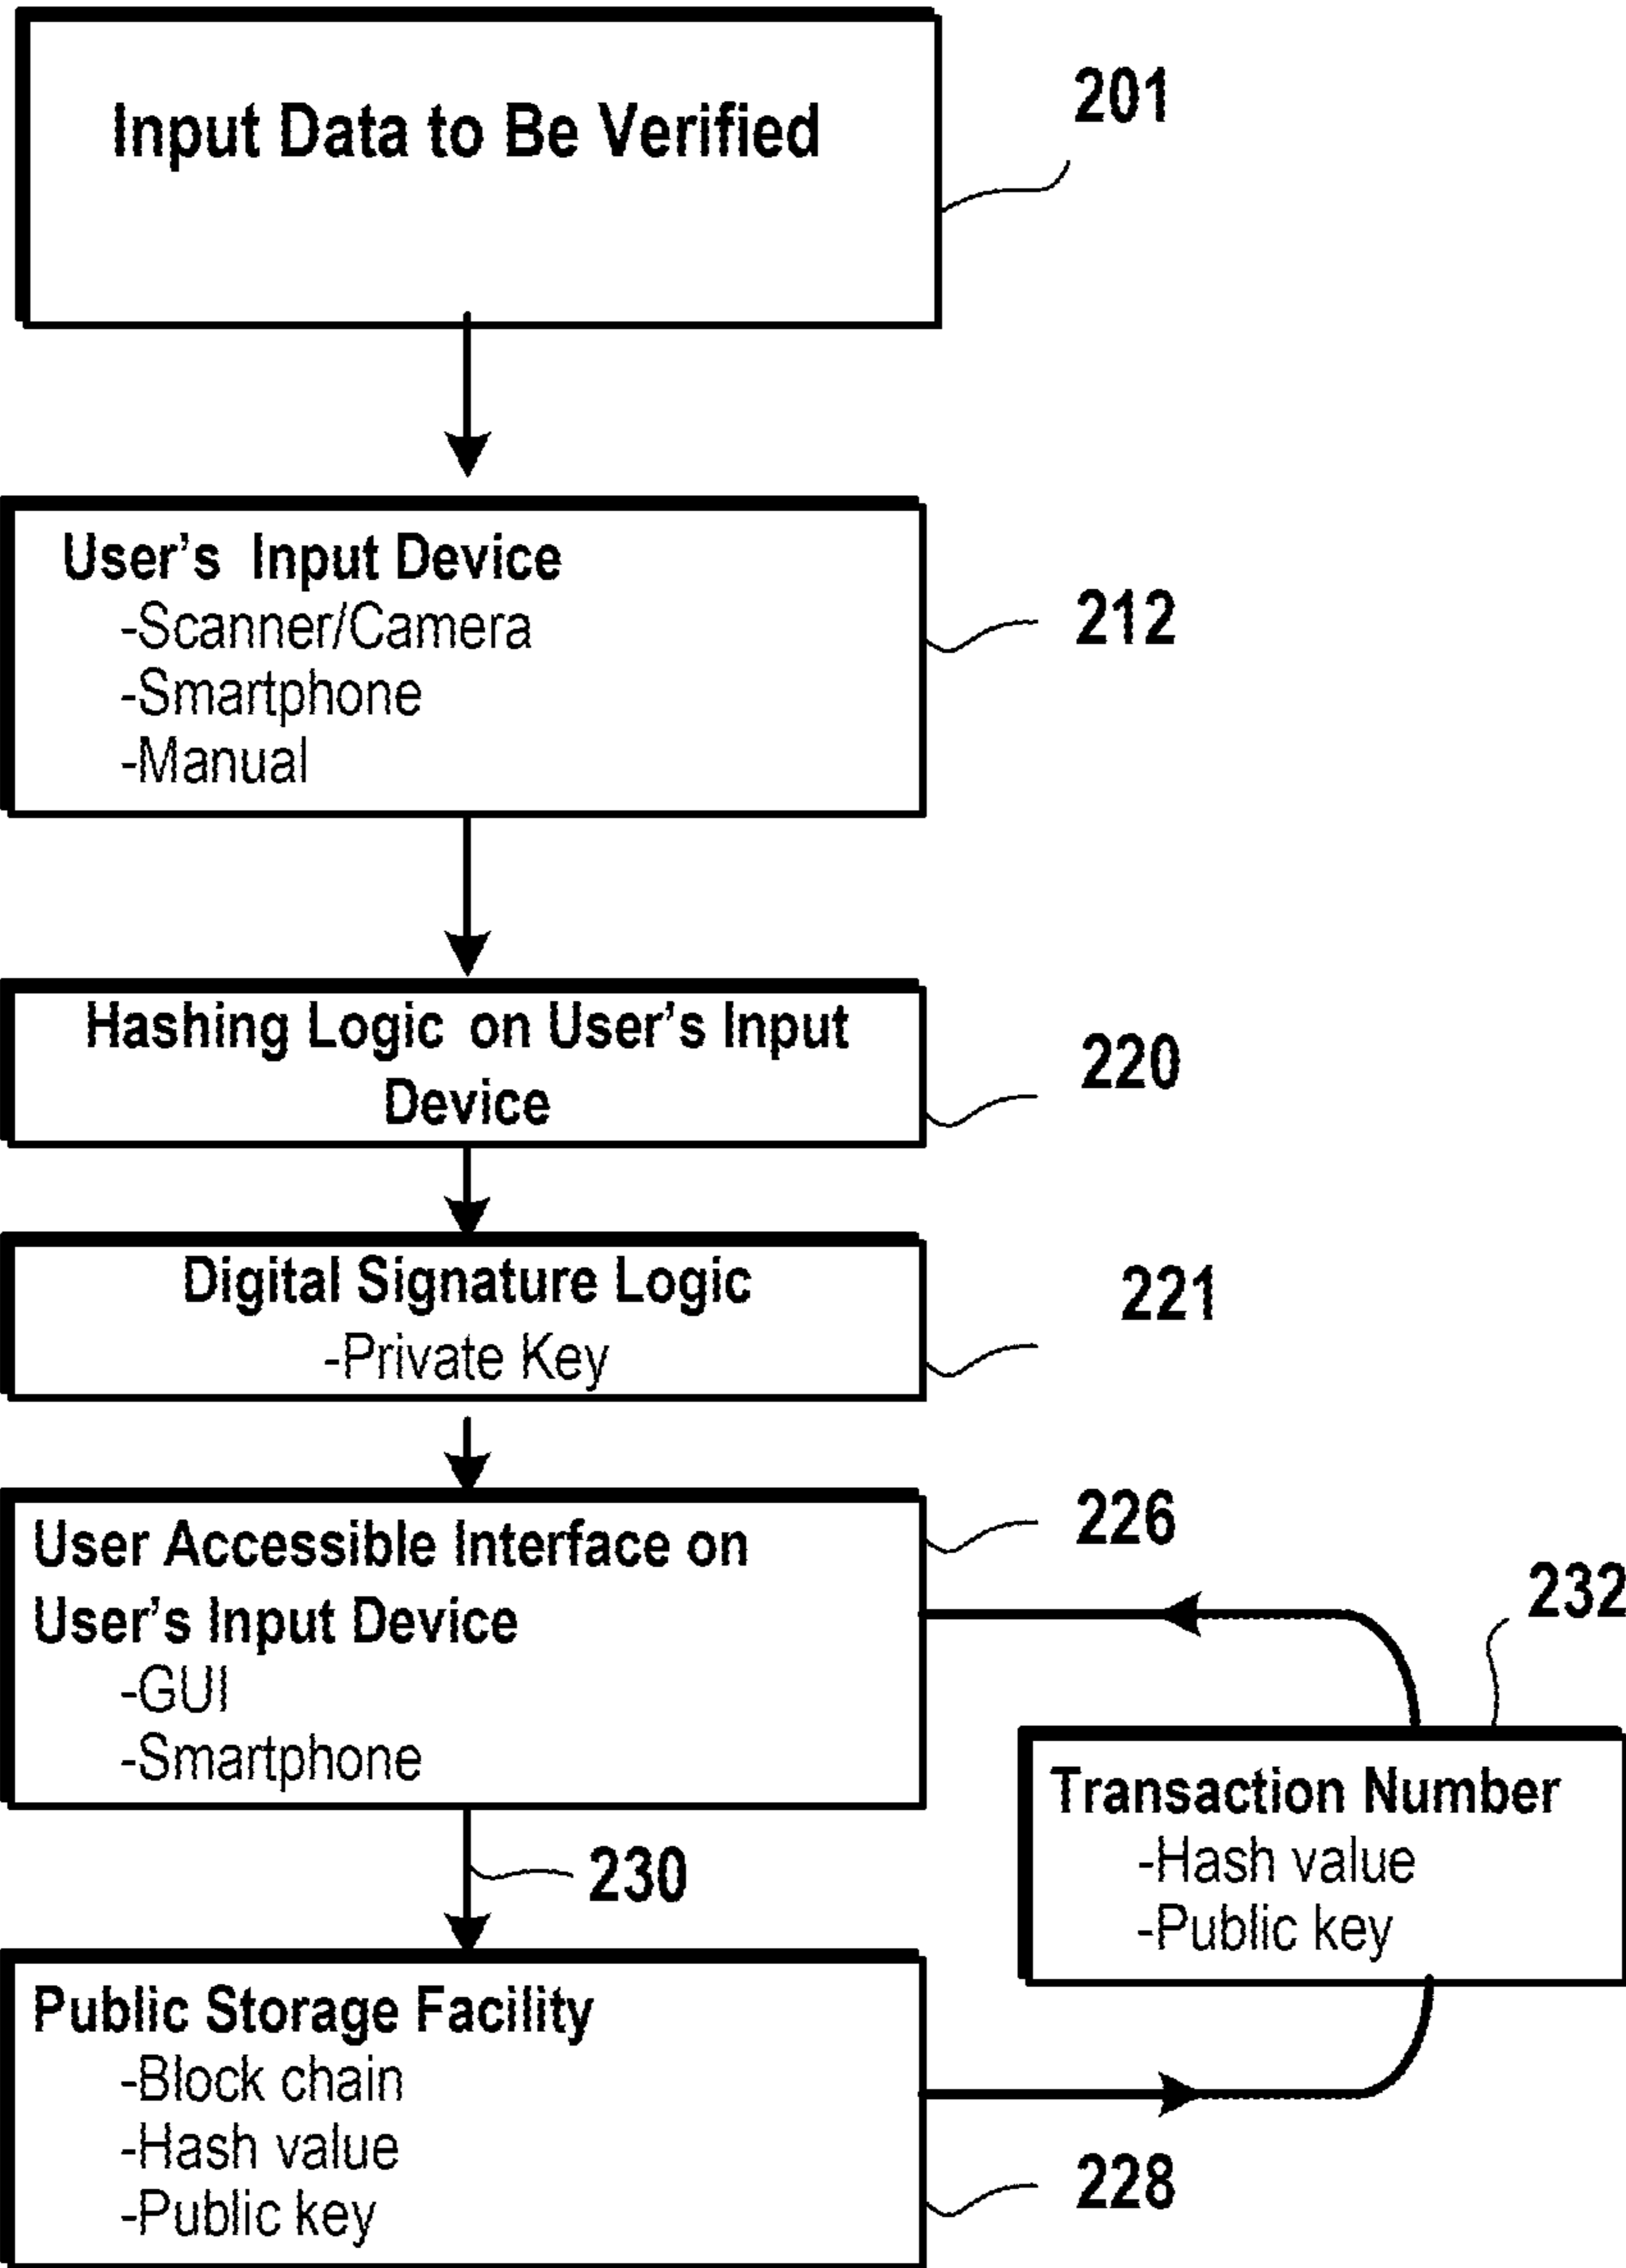 Input Data to Be Verified
201
User's Input Device
-Scanner/Camera
-Smartphone
-Manual
212
Hashing Logic on User's Input
Device
220
Digital Signature Logic
-Private Key
221
User Accessible Interface on
User's Input Device
-GUI
-Smartphone
226
232
Transaction Number
-Hash value
-Public key
230
Public Storage Facility
-Block chain
-Hash value
-Public key
228